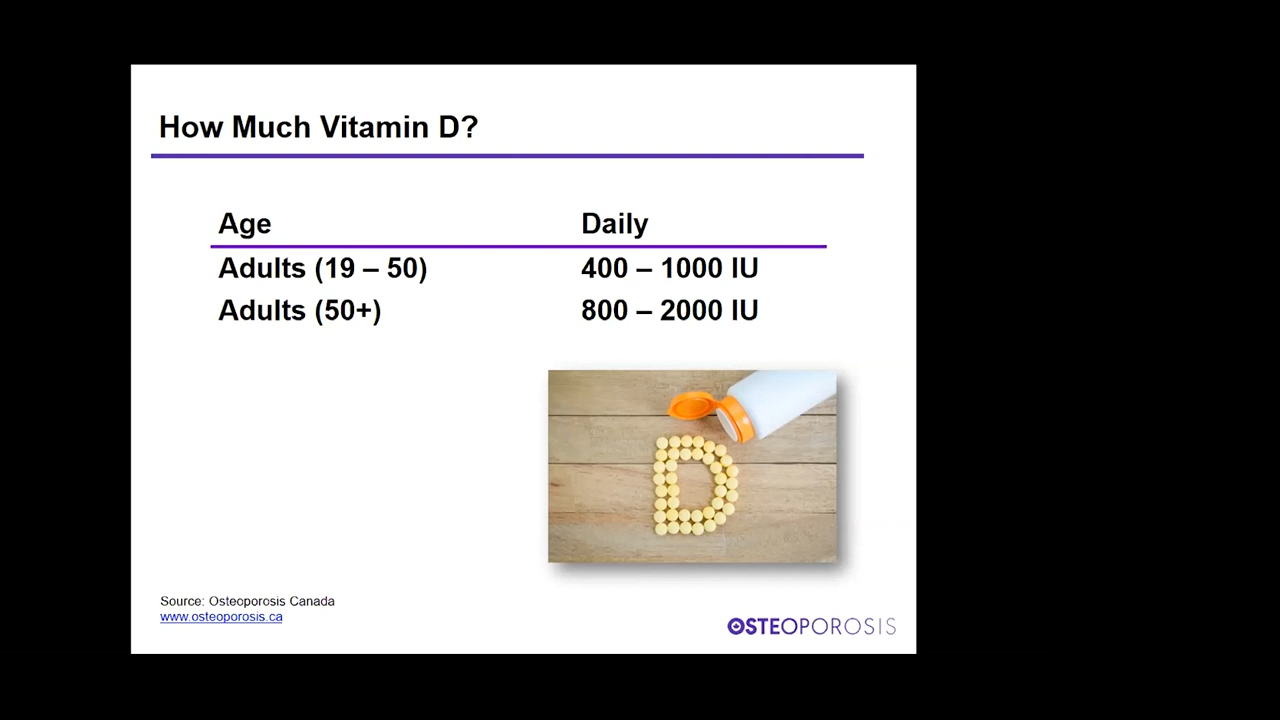 How Much Vitamin D?
Age Daily
Adults (19 – 50) 400 – 1000 IU
Adults (50+) 800 – 2000 IU
D
Source: Osteoporosis Canada
www.osteoporosis.ca
OSTEOPOROSIS